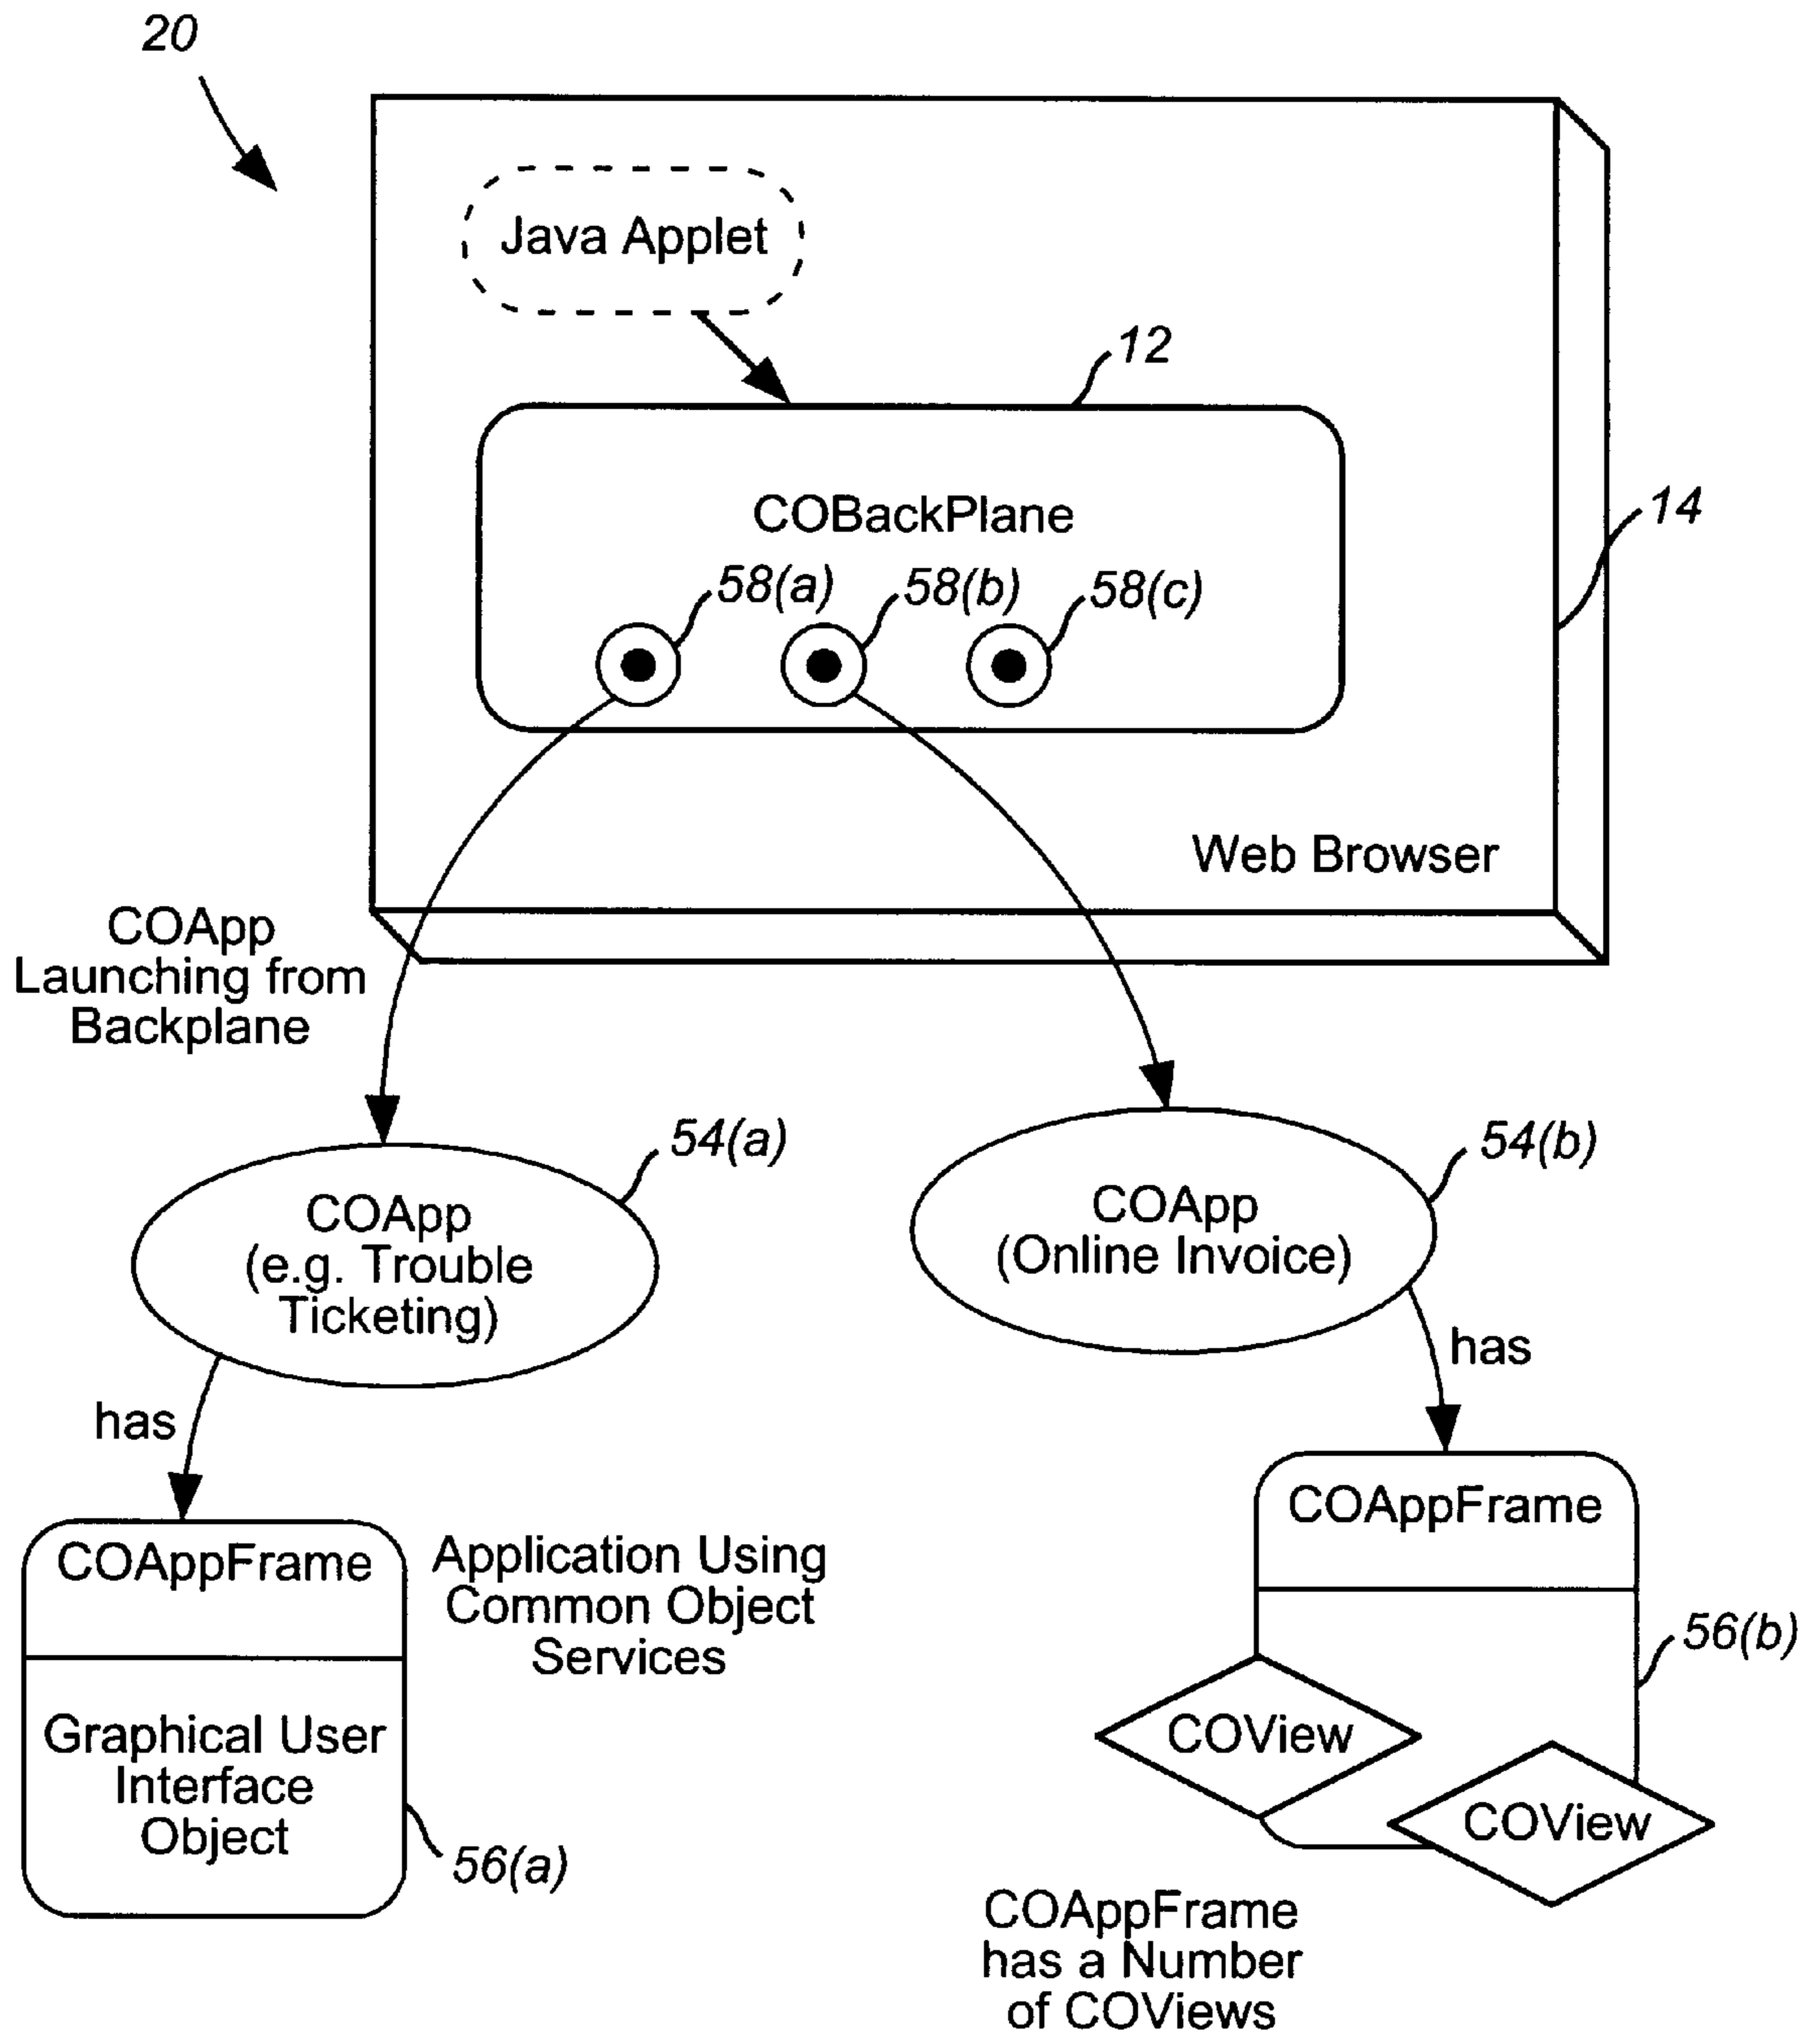 20
Java Applet
12
COBackPlane
14
58(a)
58(b)
58(c)
Web Browser
COApp
Launching from
Backplane
54(a)
54(b)
COApp
(e.g. Trouble
Ticketing)
COApp
(Online Invoice)
has
has
COAppFrame
Application Using
Common Object
Services
COAppFrame
56(b)
Graphical User
Interface
Object
COView
COView
56(a)
COAppFrame
has a Number
of COViews